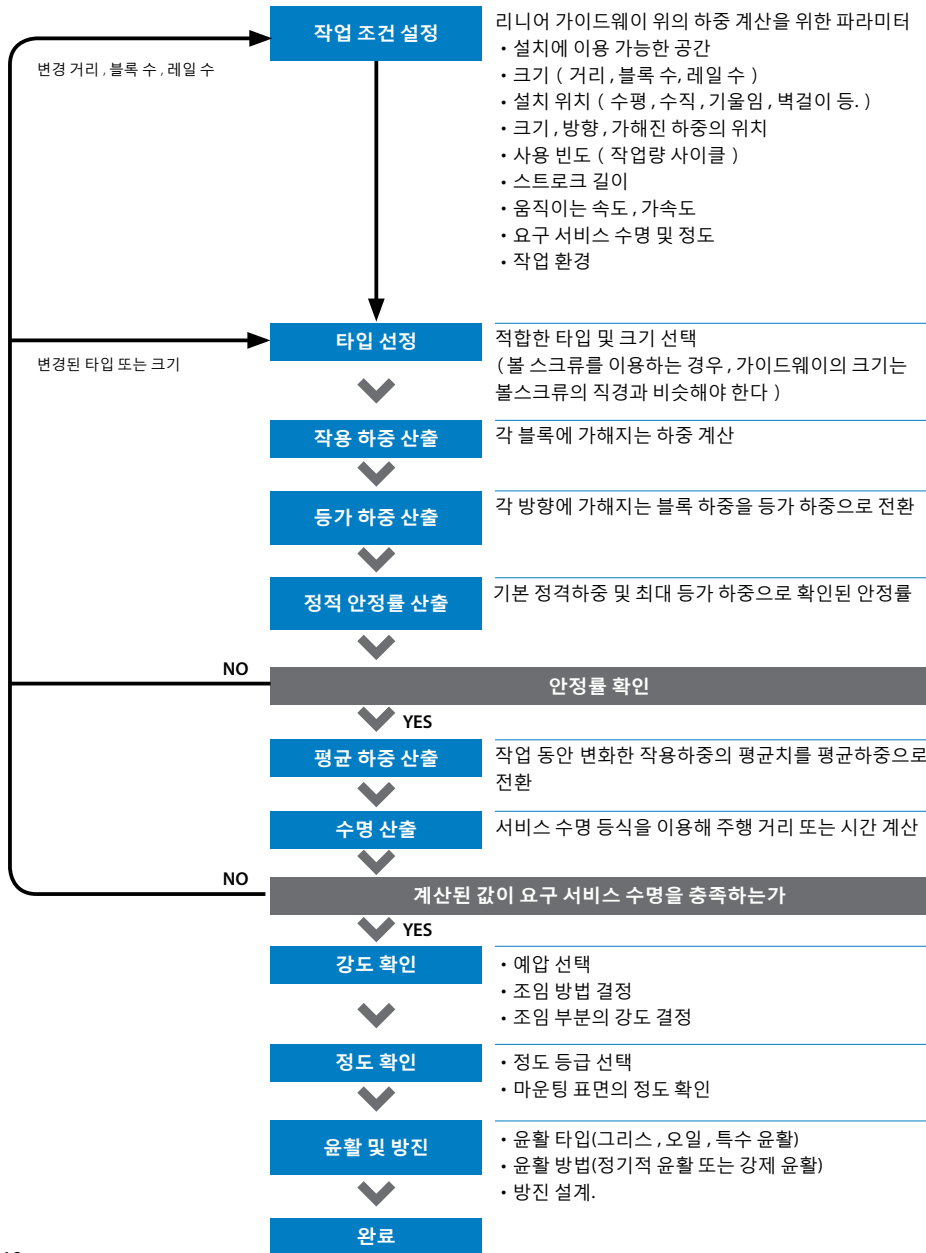 작업 조건 설정
리니어 가이드웨이 위의 하중 계산을 위한 파라미터
• 설치에 이용 가능한 공간
• 크기 ( 거리 , 블록 수, 레일 수 )
• 설치 위치 ( 수평 , 수직 , 기울임 , 벽걸이 등. )
• 크기 , 방향 , 가해진 하중의 위치
• 사용 빈도 ( 작업량 사이클 )
• 스트로크 길이
• 움직이는 속도 , 가속도
• 요구 서비스 수명 및 정도
• 작업 환경
변경 거리 , 블록 수 , 레일 수
타입 선정
적합한 타입 및 크기 선택
( 볼 스크류를 이용하는 경우 , 가이드웨이의 크기는
볼스크류의 직경과 비슷해야 한다 )
변경된 타입 또는 크기
작용 하중 산출
각 블록에 가해지는 하중 계산
등가 하중 산출
각 방향에 가해지는 블록 하중을 등가 하중으로 전환
정적 안정률 산출
기본 정격하중 및 최대 등가 하중으로 확인된 안정률
NO
안정률 확인
YES
평균 하중 산출
작업 동안 변화한 작용하중의 평균치를 평균하중으로
전환
수명 산출
서비스 수명 등식을 이용해 주행 거리 또는 시간 계산
NO
계산된 값이 요구 서비스 수명을 충족하는가
YES
강도 확인
• 예압 선택
• 조임 방법 결정
• 조임 부분의 강도 결정
정도 확인
• 정도 등급 선택
• 마운팅 표면의 정도 확인
윤활 및 방진
• 윤활 타입(그리스 , 오일 , 특수 윤활)
• 윤활 방법(정기적 윤활 또는 강제 윤활)
• 방진 설계.
완료